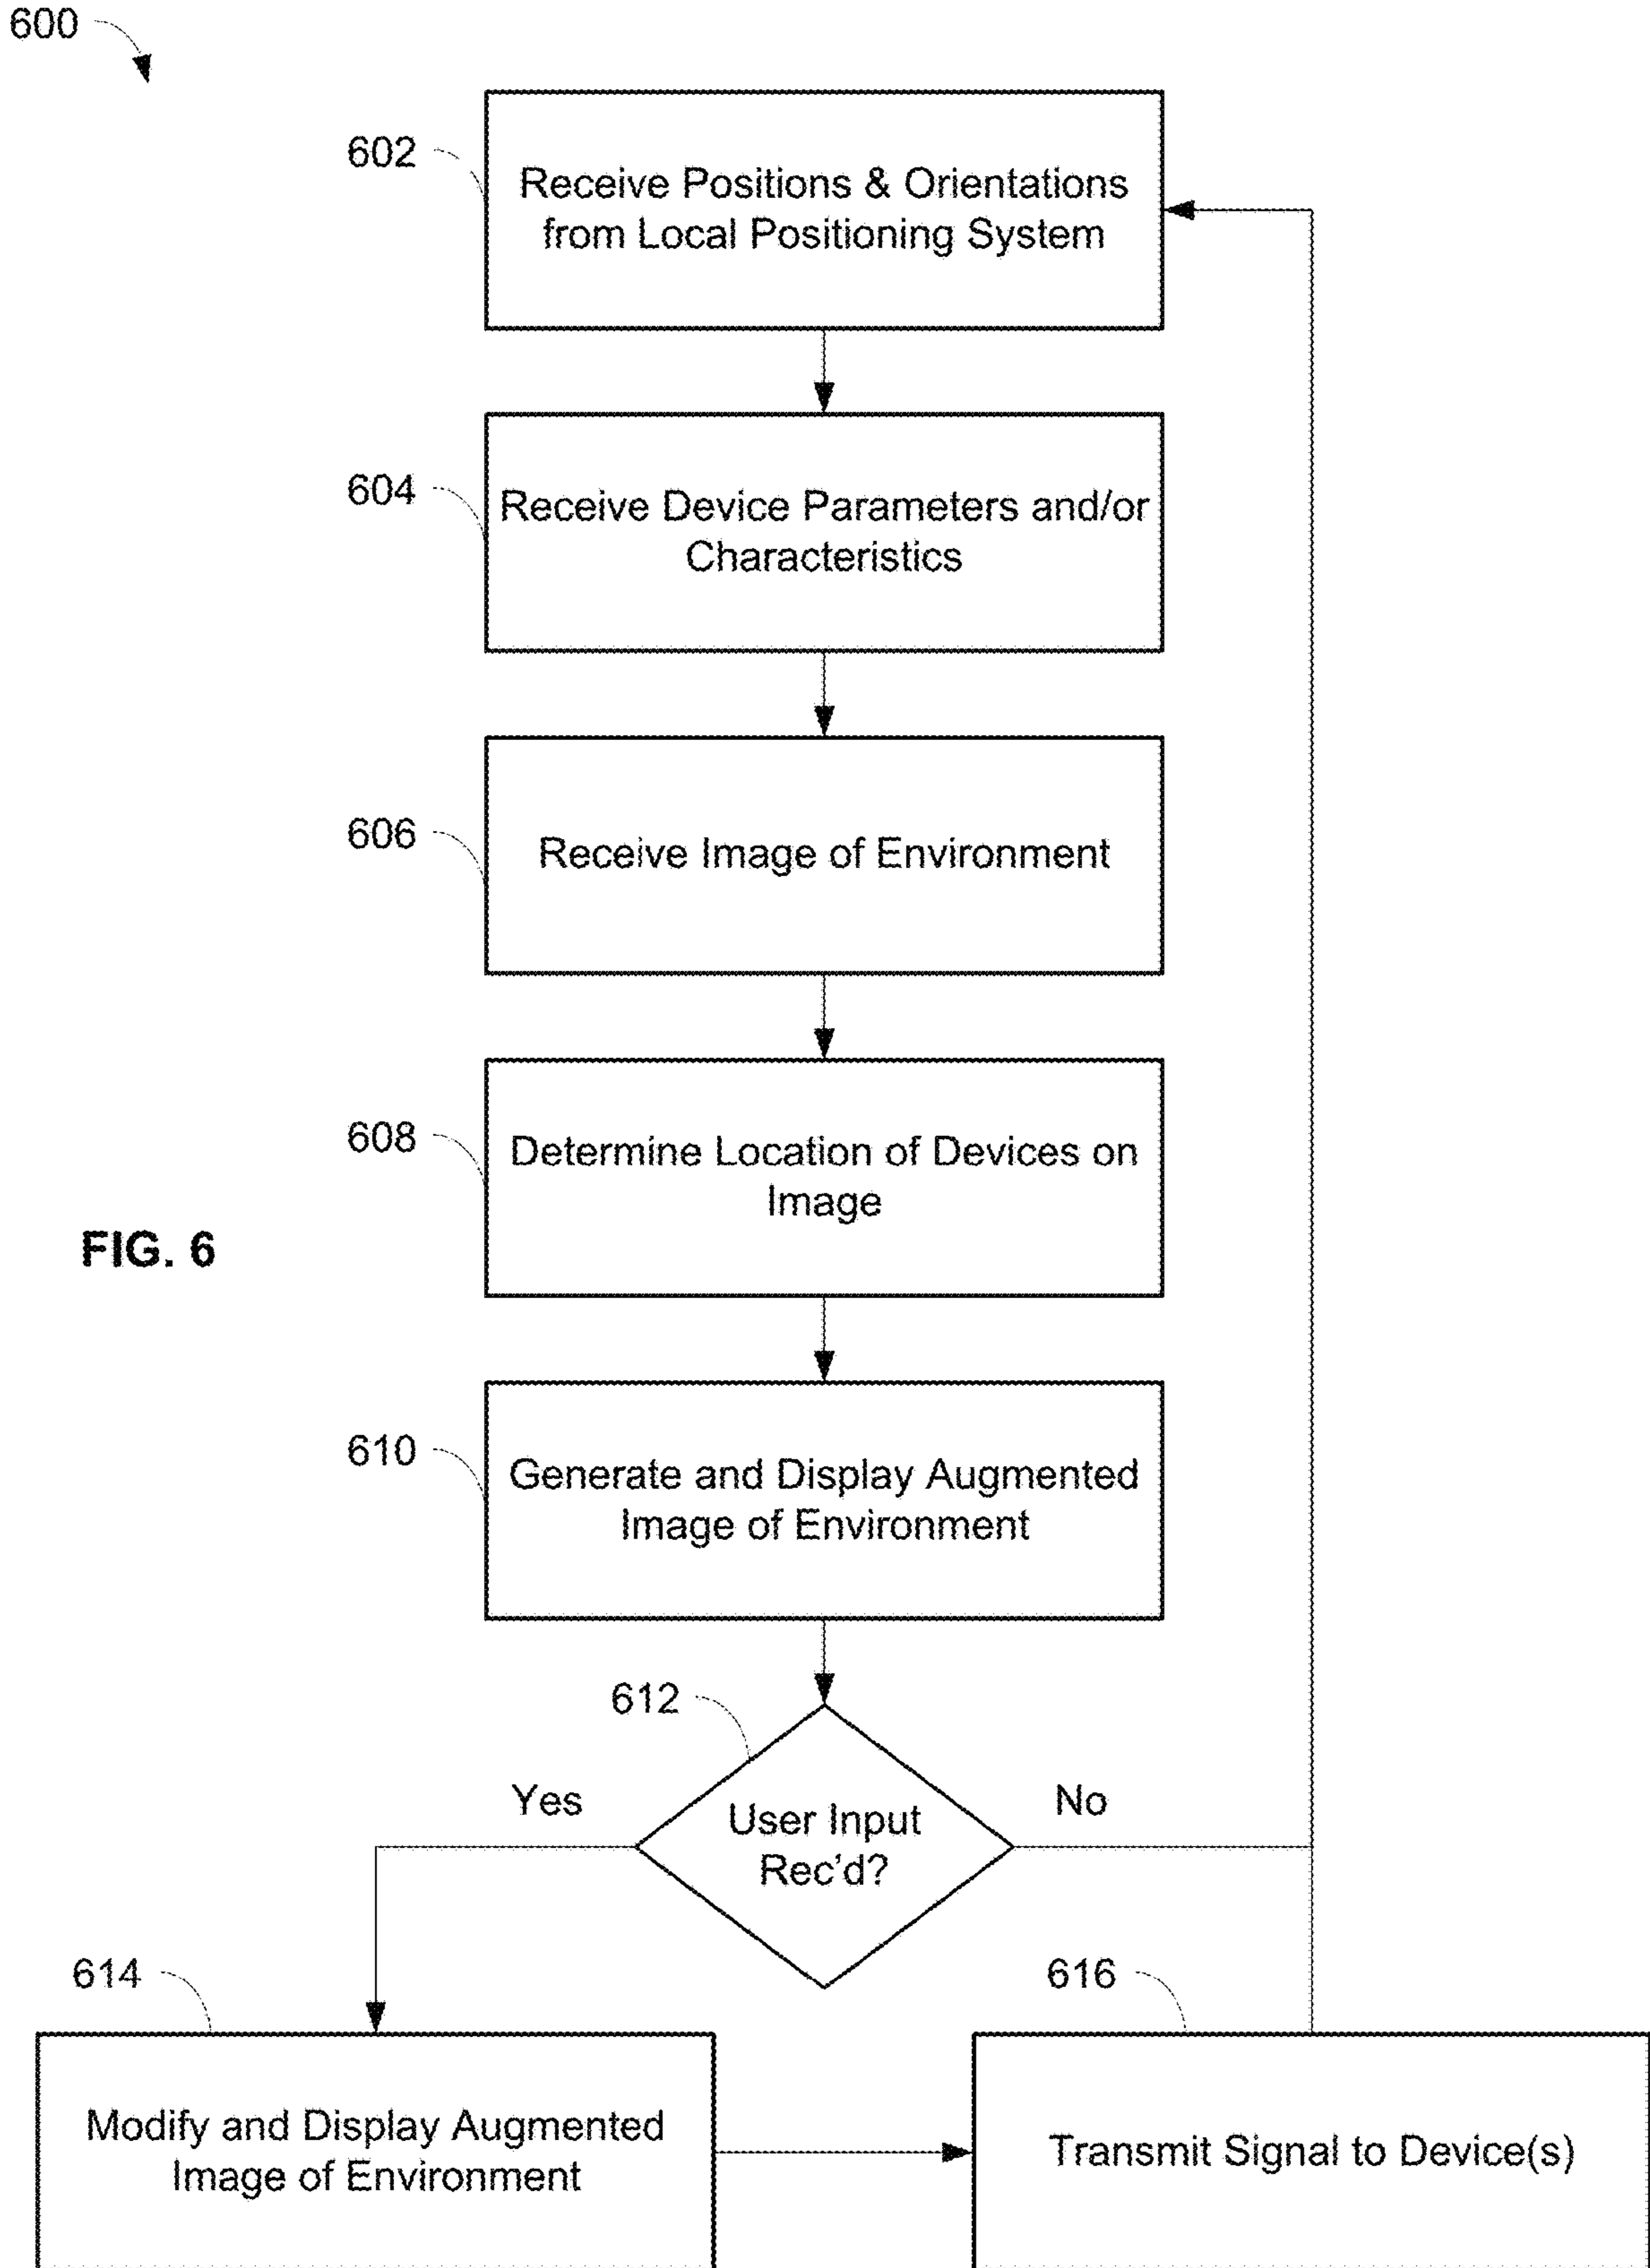 600
602
Receive Positions & Orientations
from Local Positioning System
604
Receive Device Parameters and/or
Characteristics
606
Receive Image of Environment
608
Determine Location of Devices on
Image
FIG. 6
610
Generate and Display Augmented
Image of Environment
612
Yes
No
User Input
Rec'd?
614
616
Modify and Display Augmented
Image of Environment
Transmit Signal to Device(s)